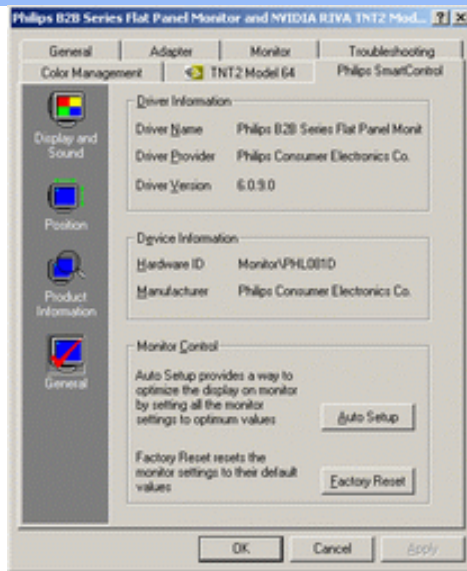 Philips B2B Series Flat Panel Monitor and NVIDIA RIVA TNT2 Mod...
General
Adapter
Monitor
Troubleshooting
Color Management
TNT2 Model 64
Philips SmartControl
Display and
Sound
Position
Product
Information
General
Driver Information
Driver Name Philips B2B Series Flat Panel Monit
Driver Provider Philips Consumer Electronics Co.
Driver Version 6.0.9.0
Device Information
Hardware ID Monitor\PHL081D
Manufacturer Philips Consumer Electronics Co.
Monitor Control
Auto Setup provides a way to
optimize the display on monitor
by setting all the monitor
settings to optimum values
Auto Setup
Factory Reset resets the
monitor settings to their default
values
Factory Reset
OK
Cancel
Apply